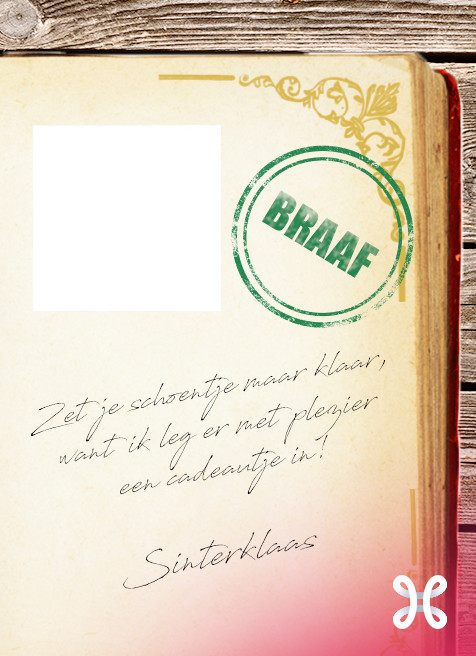 BRAAF
Zet je schoentje maar klaar,
want ik leg er met plezier
een cadeautje in!
Sinterklaas